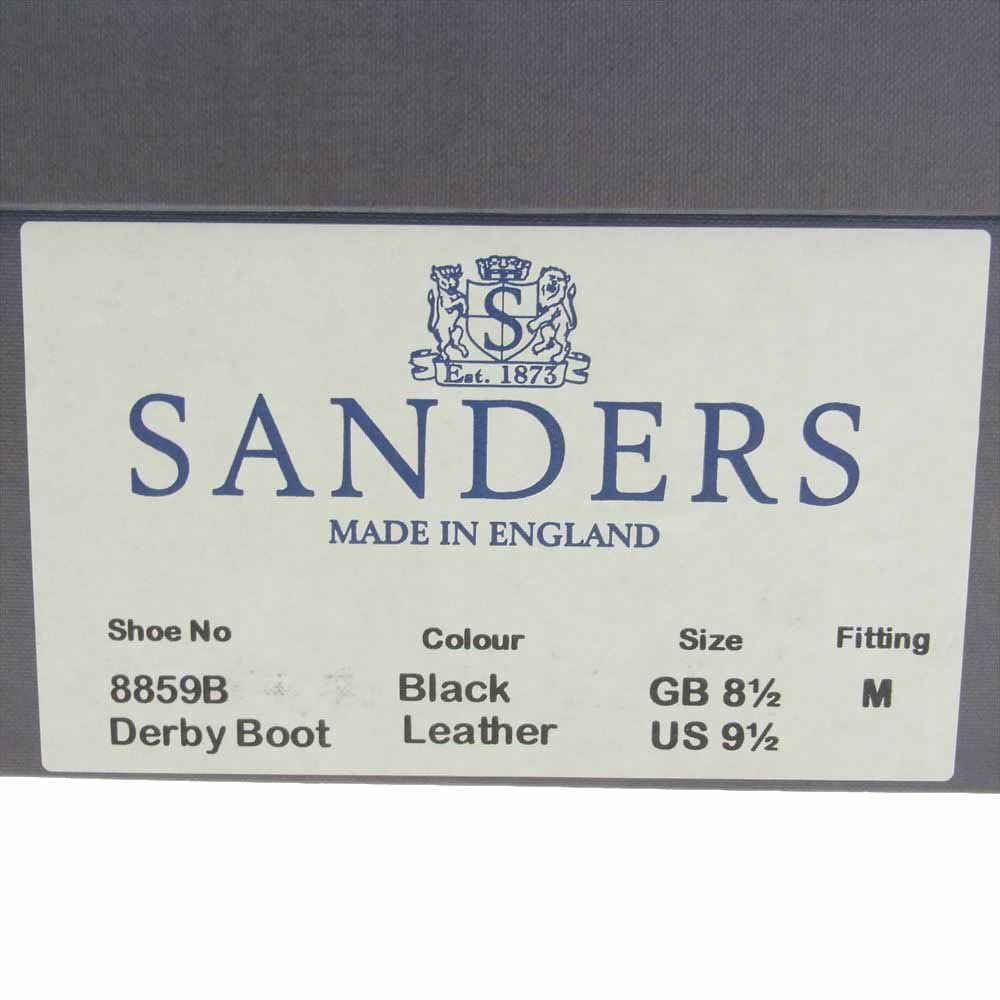 S
Est. 1873
SANDERS
MADE IN ENGLAND
Shoe No Colour Size Fitting
8859B Black GB 8½ M
Derby Boot Leather US 9½